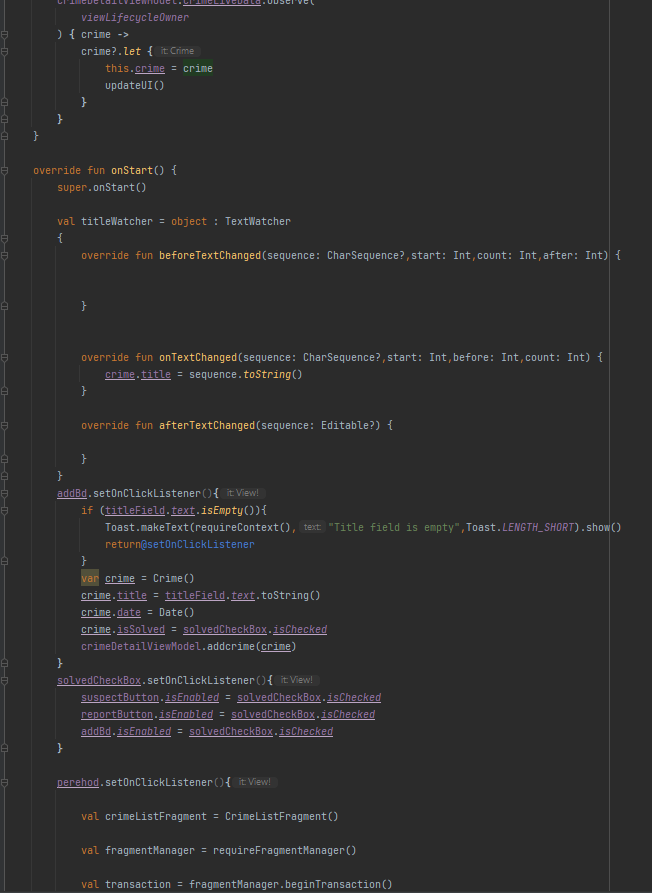 crimeDetailViewModel.crimeLiveData.observe(
viewLifecycleOwner
) { crime ->
crime?.let { it: Crime
this.crime = crime
updateUI()
}
}
}
override fun onStart() {
super.onStart()
val titleWatcher = object : TextWatcher
{
override fun beforeTextChanged(sequence: CharSequence?,start: Int,count: Int,after: Int) {
}
override fun onTextChanged(sequence: CharSequence?,start: Int,before: Int,count: Int) {
crime.title = sequence.toString()
}
override fun afterTextChanged(sequence: Editable?) {
}
}
addBd.setOnClickListener(){ it: View!
if (titleField.text.isEmpty()){
Toast.makeText(requireContext(), text: "Title field is empty",Toast.LENGTH_SHORT).show()
return@setOnClickListener
}
var crime = Crime()
crime.title = titleField.text.toString()
crime.date = Date()
crime.isSolved = solvedCheckBox.isChecked
crimeDetailViewModel.addcrime(crime)
}
solvedCheckBox.setOnClickListener(){ it: View!
suspectButton.isEnabled = solvedCheckBox.isChecked
reportButton.isEnabled = solvedCheckBox.isChecked
addBd.isEnabled = solvedCheckBox.isChecked
}
perehod.setOnClickListener(){ it: View!
val crimeListFragment = CrimeListFragment()
val fragmentManager = requireFragmentManager()
val transaction = fragmentManager.beginTransaction()